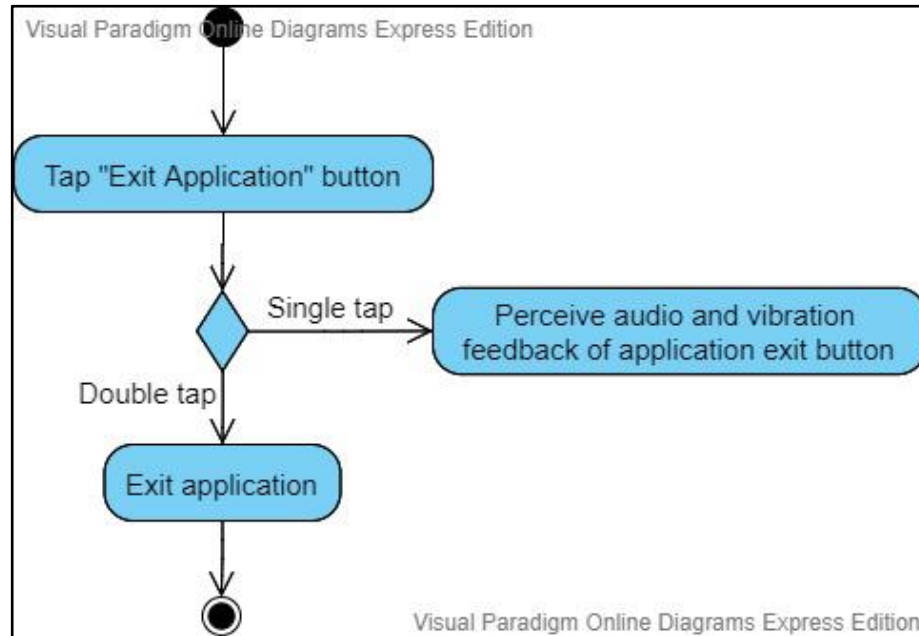 Visual Paradigm Online Diagrams Express Edition
Tap "Exit Application" button
Single tap
Perceive audio and vibration
feedback of application exit button
Double tap
Exit application
Visual Paradigm Online Diagrams Express Edition